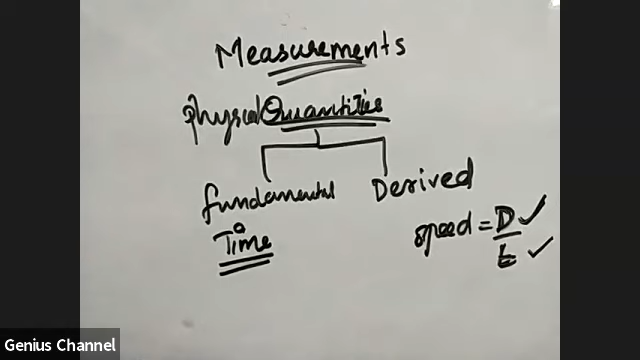 Measurements
physical Quantities
fundamental Derived
Time
speed = D
t
Genius Channel